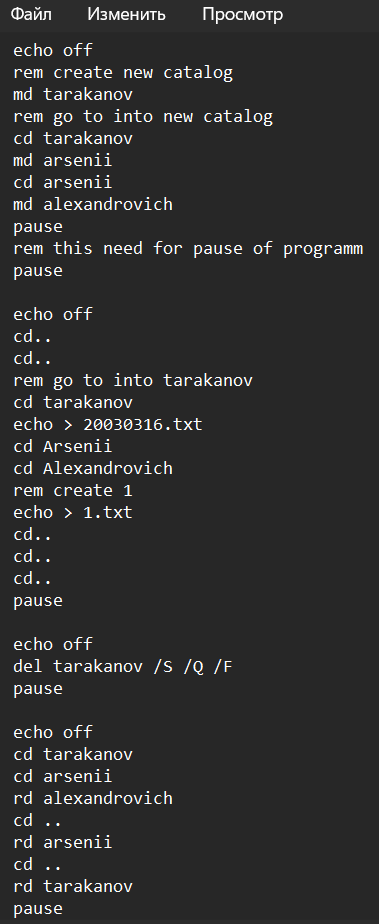 Файл Изменить Просмотр
echo off
rem create new catalog
md tarakanov
rem go to into new catalog
cd tarakanov
md arsenii
cd arsenii
md alexandrovich
pause
rem this need for pause of programm
pause
echo off
cd..
cd..
rem go to into tarakanov
cd tarakanov
echo > 20030316.txt
cd Arsenii
cd Alexandrovich
rem create 1
echo > 1.txt
cd..
cd..
cd..
pause
echo off
del tarakanov /S /Q /F
pause
echo off
cd tarakanov
cd arsenii
rd alexandrovich
cd ..
rd arsenii
cd ..
rd tarakanov
pause